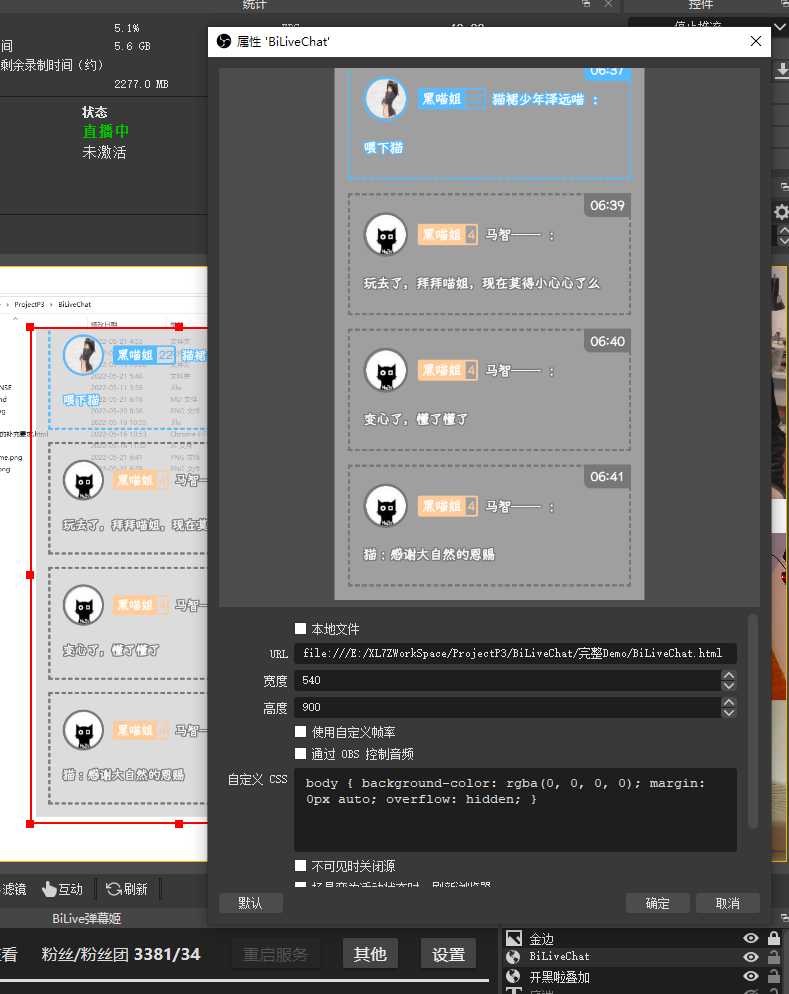 统计
控件
5.1%
间
5.6 GB
剩余录制时间（约）
2277.0 MB
状态
直播中
未激活
属性 'BiLiveChat'
06:37
黑喵姐 22 猫裙少年泽远喵 ：
喂下猫
06:39
黑喵姐 4 马智—— ：
玩去了，拜拜喵姐，现在莫得小心心了么
06:40
黑喵姐 4 马智—— ：
变心了，懂了懂了
06:41
黑喵姐 4 马智—— ：
猫：感谢大自然的恩赐
› ProjectP3 › BiLiveChat
黑喵姐 22 猫裙
喂下猫
黑喵姐 4 马智—
玩去了，拜拜喵姐，现在莫
黑喵姐 4 马智—
变心了，懂了懂了
黑喵姐 4 马智—
猫：感谢大自然的恩赐
本地文件
URL file:///E:/XL7ZWorkSpace/ProjectP3/BiLiveChat/完整Demo/BiLiveChat.html
宽度 540
高度 900
使用自定义帧率
通过 OBS 控制音频
自定义 CSS body { background-color: rgba(0, 0, 0, 0); margin:
0px auto; overflow: hidden; }
不可见时关闭源
默认 确定 取消
滤镜 互动 刷新
BiLive弹幕姬
查看 粉丝/粉丝团 3381/34 重启服务 其他 设置
金边
BiLiveChat
开黑啦叠加